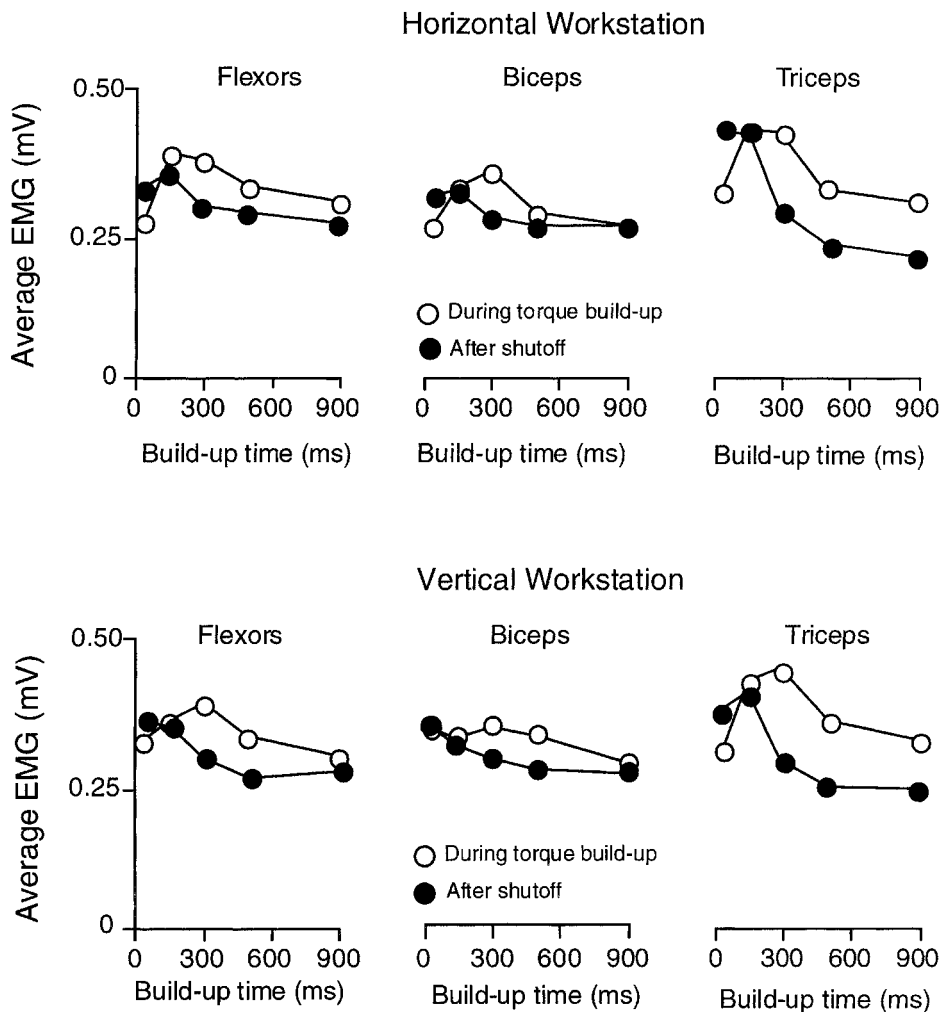 Horizontal Workstation
Flexors Biceps Triceps
0.50
0.25
0
Average EMG (mV)
During torque build-up
After shutoff
0 300 600 900 0 300 600 900 0 300 600 900
Build-up time (ms) Build-up time (ms) Build-up time (ms)
Vertical Workstation
Flexors Biceps Triceps
0.50
0.25
0
Average EMG (mV)
During torque build-up
After shutoff
0 300 600 900 0 300 600 900 0 300 600 900
Build-up time (ms) Build-up time (ms) Build-up time (ms)